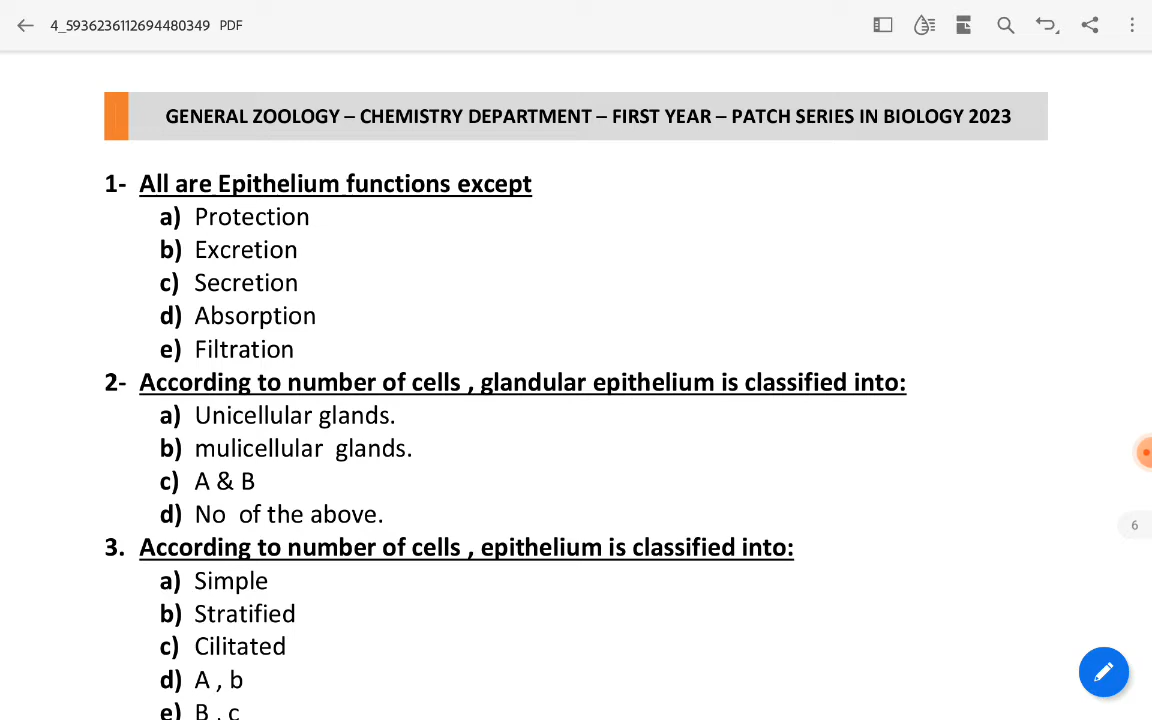 4_5936236112694480349 PDF
GENERAL ZOOLOGY – CHEMISTRY DEPARTMENT – FIRST YEAR – PATCH SERIES IN BIOLOGY 2023
1- All are Epithelium functions except
a) Protection
b) Excretion
c) Secretion
d) Absorption
e) Filtration
2- According to number of cells , glandular epithelium is classified into:
a) Unicellular glands.
b) mulicellular glands.
c) A & B
d) No of the above.
6
3. According to number of cells , epithelium is classified into:
a) Simple
b) Stratified
c) Cilitated
d) A , b
e) B , c